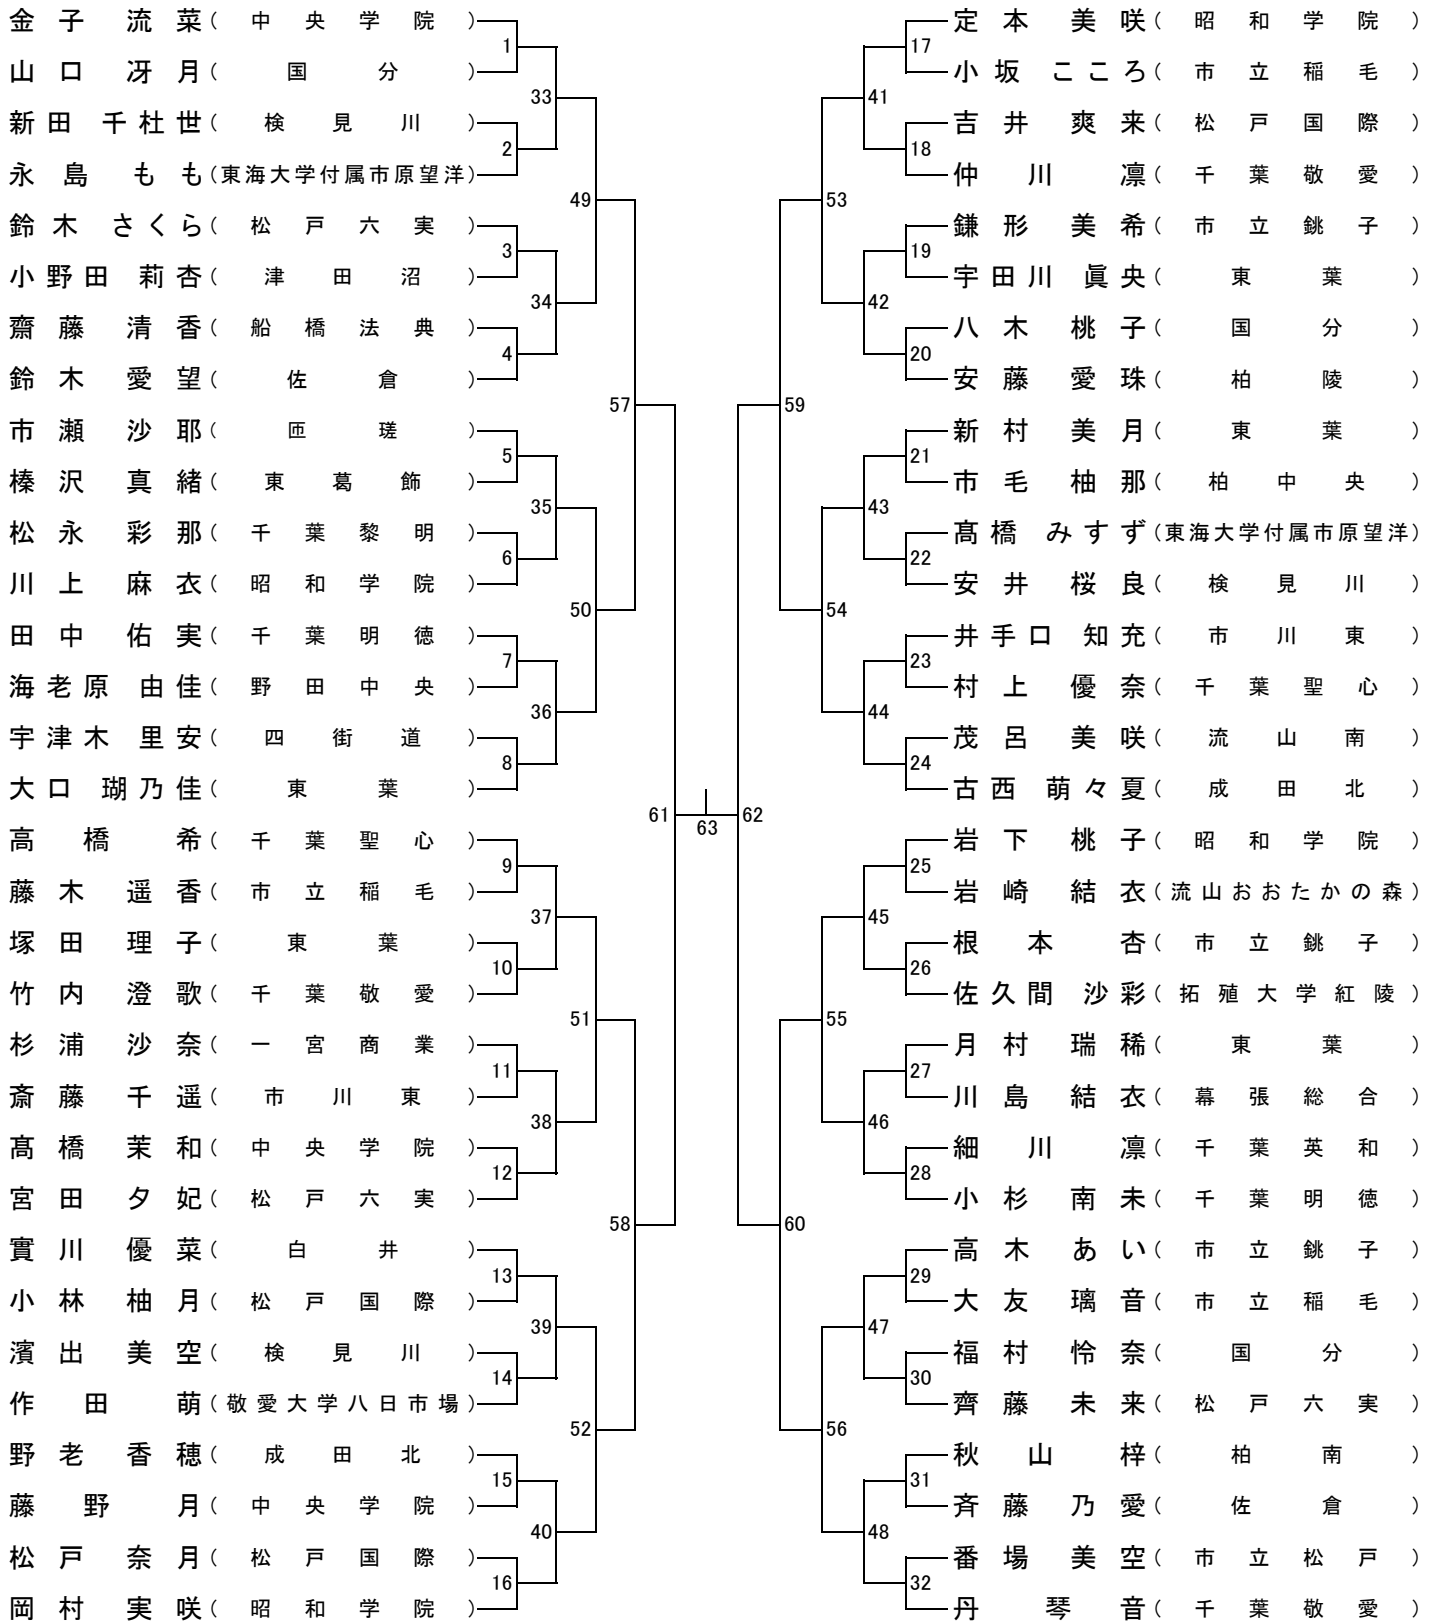 金子 流菜（中央学院）
1
山口 冴月（国分）
33
新田 千杜世（検見川）
2
永島 もも（東海大学付属市原望洋）
49
鈴木 さくら（松戸六実）
3
小野田 莉杏（津田沼）
34
齋藤 清香（船橋法典）
4
鈴木 愛望（佐倉）
57
市瀬 沙耶（匝瑳）
5
榛沢 真緒（東葛飾）
35
松永 彩那（千葉黎明）
6
川上 麻衣（昭和学院）
50
田中 佑実（千葉明徳）
7
海老原 由佳（野田中央）
36
宇津木 里安（四街道）
8
大口 瑚乃佳（東葉）
61
高橋 希（千葉聖心）
9
藤木 遥香（市立稲毛）
37
塚田 理子（東葉）
10
竹内 澄歌（千葉敬愛）
51
杉浦 沙奈（一宮商業）
11
斎藤 千遥（市川東）
38
髙橋 茉和（中央学院）
12
宮田 夕妃（松戸六実）
58
實川 優菜（白井）
13
小林 柚月（松戸国際）
39
濱出 美空（検見川）
14
作田 萌（敬愛大学八日市場）
52
野老 香穂（成田北）
15
藤野 月（中央学院）
40
松戸 奈月（松戸国際）
16
岡村 実咲（昭和学院）
63
定本 美咲（昭和学院）
17
小坂 こころ（市立稲毛）
41
吉井 爽来（松戸国際）
18
仲川 凛（千葉敬愛）
53
鎌形 美希（市立銚子）
19
宇田川 眞央（東葉）
42
八木 桃子（国分）
20
安藤 愛珠（柏陵）
59
新村 美月（東葉）
21
市毛 柚那（柏中央）
43
髙橋 みすず（東海大学付属市原望洋）
22
安井 桜良（検見川）
54
井手口 知充（市川東）
23
村上 優奈（千葉聖心）
44
茂呂 美咲（流山南）
24
古西 萌々夏（成田北）
62
岩下 桃子（昭和学院）
25
岩崎 結衣（流山おおたかの森）
45
根本 杏（市立銚子）
26
佐久間 沙彩（拓殖大学紅陵）
55
月村 瑞稀（東葉）
27
川島 結衣（幕張総合）
46
細川 凛（千葉英和）
28
小杉 南未（千葉明徳）
60
高木 あい（市立銚子）
29
大友 璃音（市立稲毛）
47
福村 怜奈（国分）
30
齊藤 未来（松戸六実）
56
秋山 梓（柏南）
31
斉藤 乃愛（佐倉）
48
番場 美空（市立松戸）
32
丹 琴音（千葉敬愛）